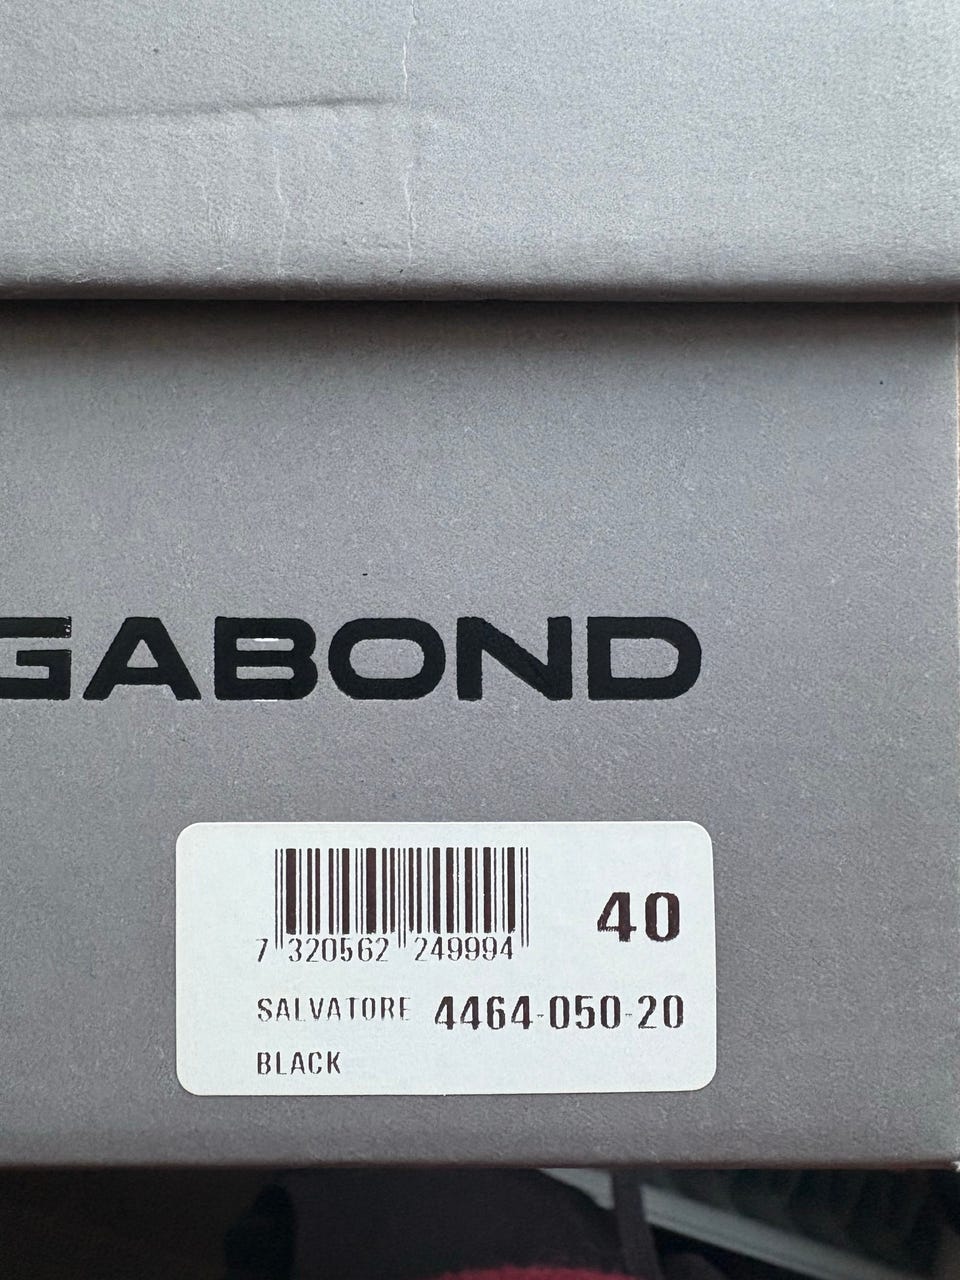 GABOND
40
7 320562 249994
SALVATORE 4464-050-20
BLACK